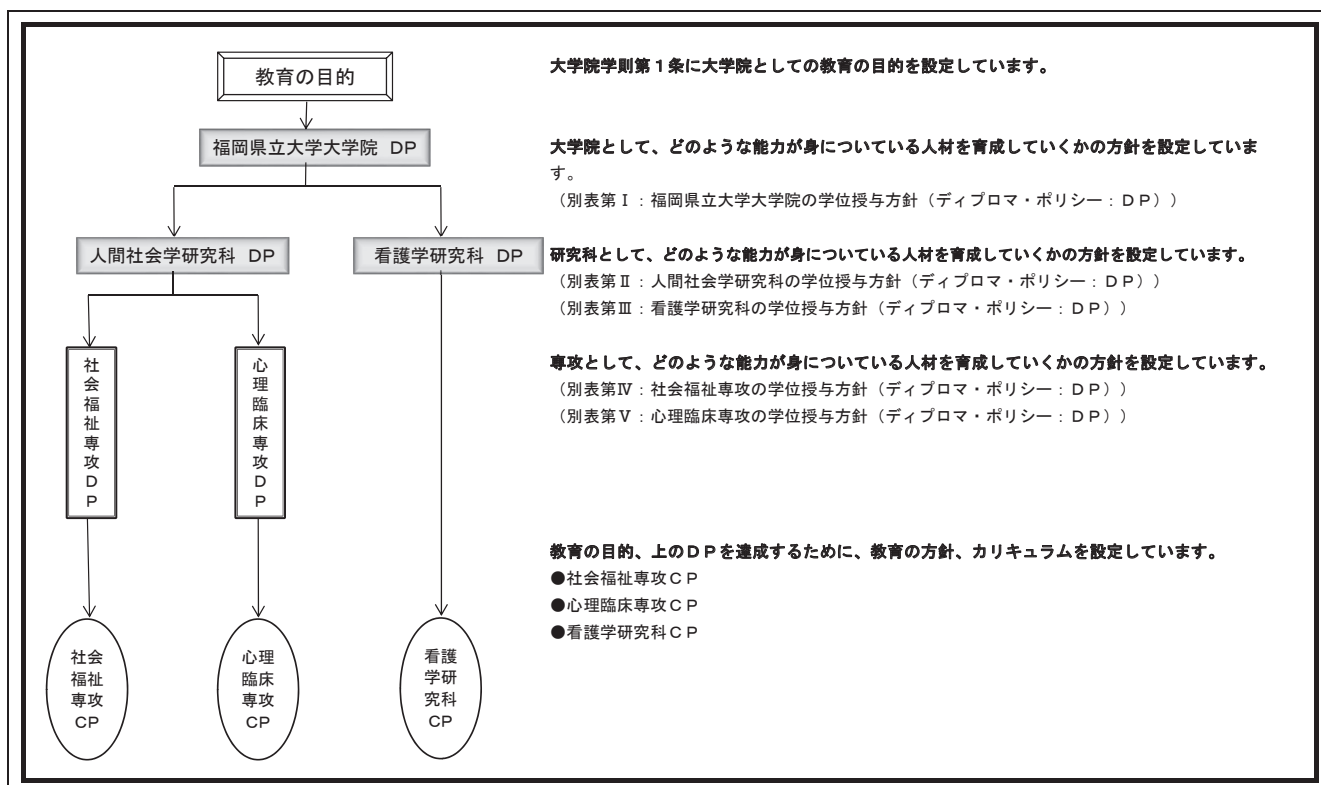 教育の目的
大学院学則第1条に大学院としての教育の目的を設定しています。
福岡県立大学大学院 DP
大学院として、どのような能力が身についている人材を育成していくかの方針を設定していま
す。
(別表第Ⅰ:福岡県立大学大学院の学位授与方針(ディプロマ・ポリシー:DP))
人間社会学研究科 DP
看護学研究科 DP
研究科として、どのような能力が身についている人材を育成していくかの方針を設定しています。
(別表第Ⅱ:人間社会学研究科の学位授与方針(ディプロマ・ポリシー:DP))
(別表第Ⅲ:看護学研究科の学位授与方針(ディプロマ・ポリシー:DP))
社会福祉専攻DP
心理臨床専攻DP
専攻として、どのような能力が身についている人材を育成していくかの方針を設定しています。
(別表第Ⅳ:社会福祉専攻の学位授与方針(ディプロマ・ポリシー:DP))
(別表第Ⅴ:心理臨床専攻の学位授与方針(ディプロマ・ポリシー:DP))
教育の目的、上のDPを達成するために、教育の方針、カリキュラムを設定しています。
●社会福祉専攻CP
●心理臨床専攻CP
●看護学研究科CP
社会
福祉
専攻
CP
心理
臨床
専攻
CP
看護
学研
究科
CP